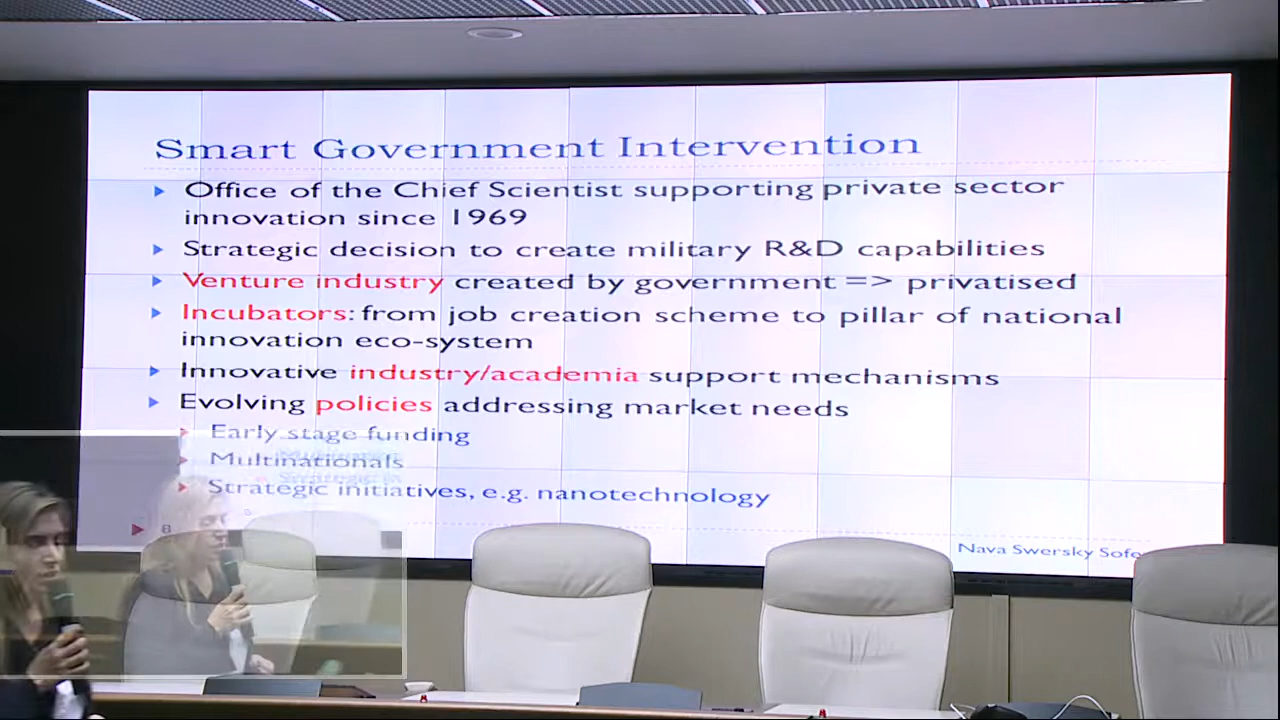 Smart Government Intervention
Office of the Chief Scientist supporting private sector
innovation since 1969
Strategic decision to create military R&D capabilities
Venture industry created by government => privatised
Incubators: from job creation scheme to pillar of national
innovation eco-system
Innovative industry/academia support mechanisms
Evolving policies addressing market needs
Early stage funding
Multinationals
Strategic initiatives, e.g. nanotechnology
8
Nava Swersky Sofe